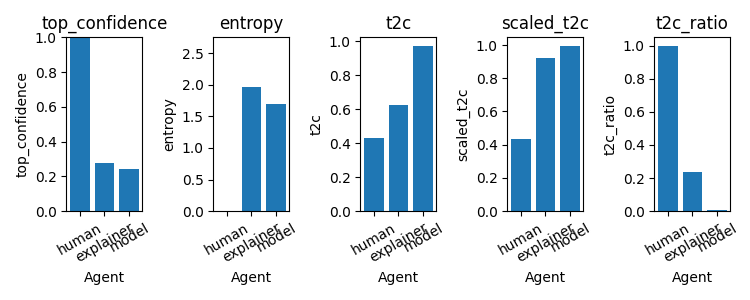 top_confidence
top_confidence
1.0
0.8
0.6
0.4
0.2
0.0
human
explainer
model
Agent
entropy
entropy
2.5
2.0
1.5
1.0
0.5
0.0
human
explainer
model
Agent
t2c
t2c
1.0
0.8
0.6
0.4
0.2
0.0
human
explainer
model
Agent
scaled_t2c
scaled_t2c
1.0
0.8
0.6
0.4
0.2
0.0
human
explainer
model
Agent
t2c_ratio
t2c_ratio
1.0
0.8
0.6
0.4
0.2
0.0
human
explainer
model
Agent